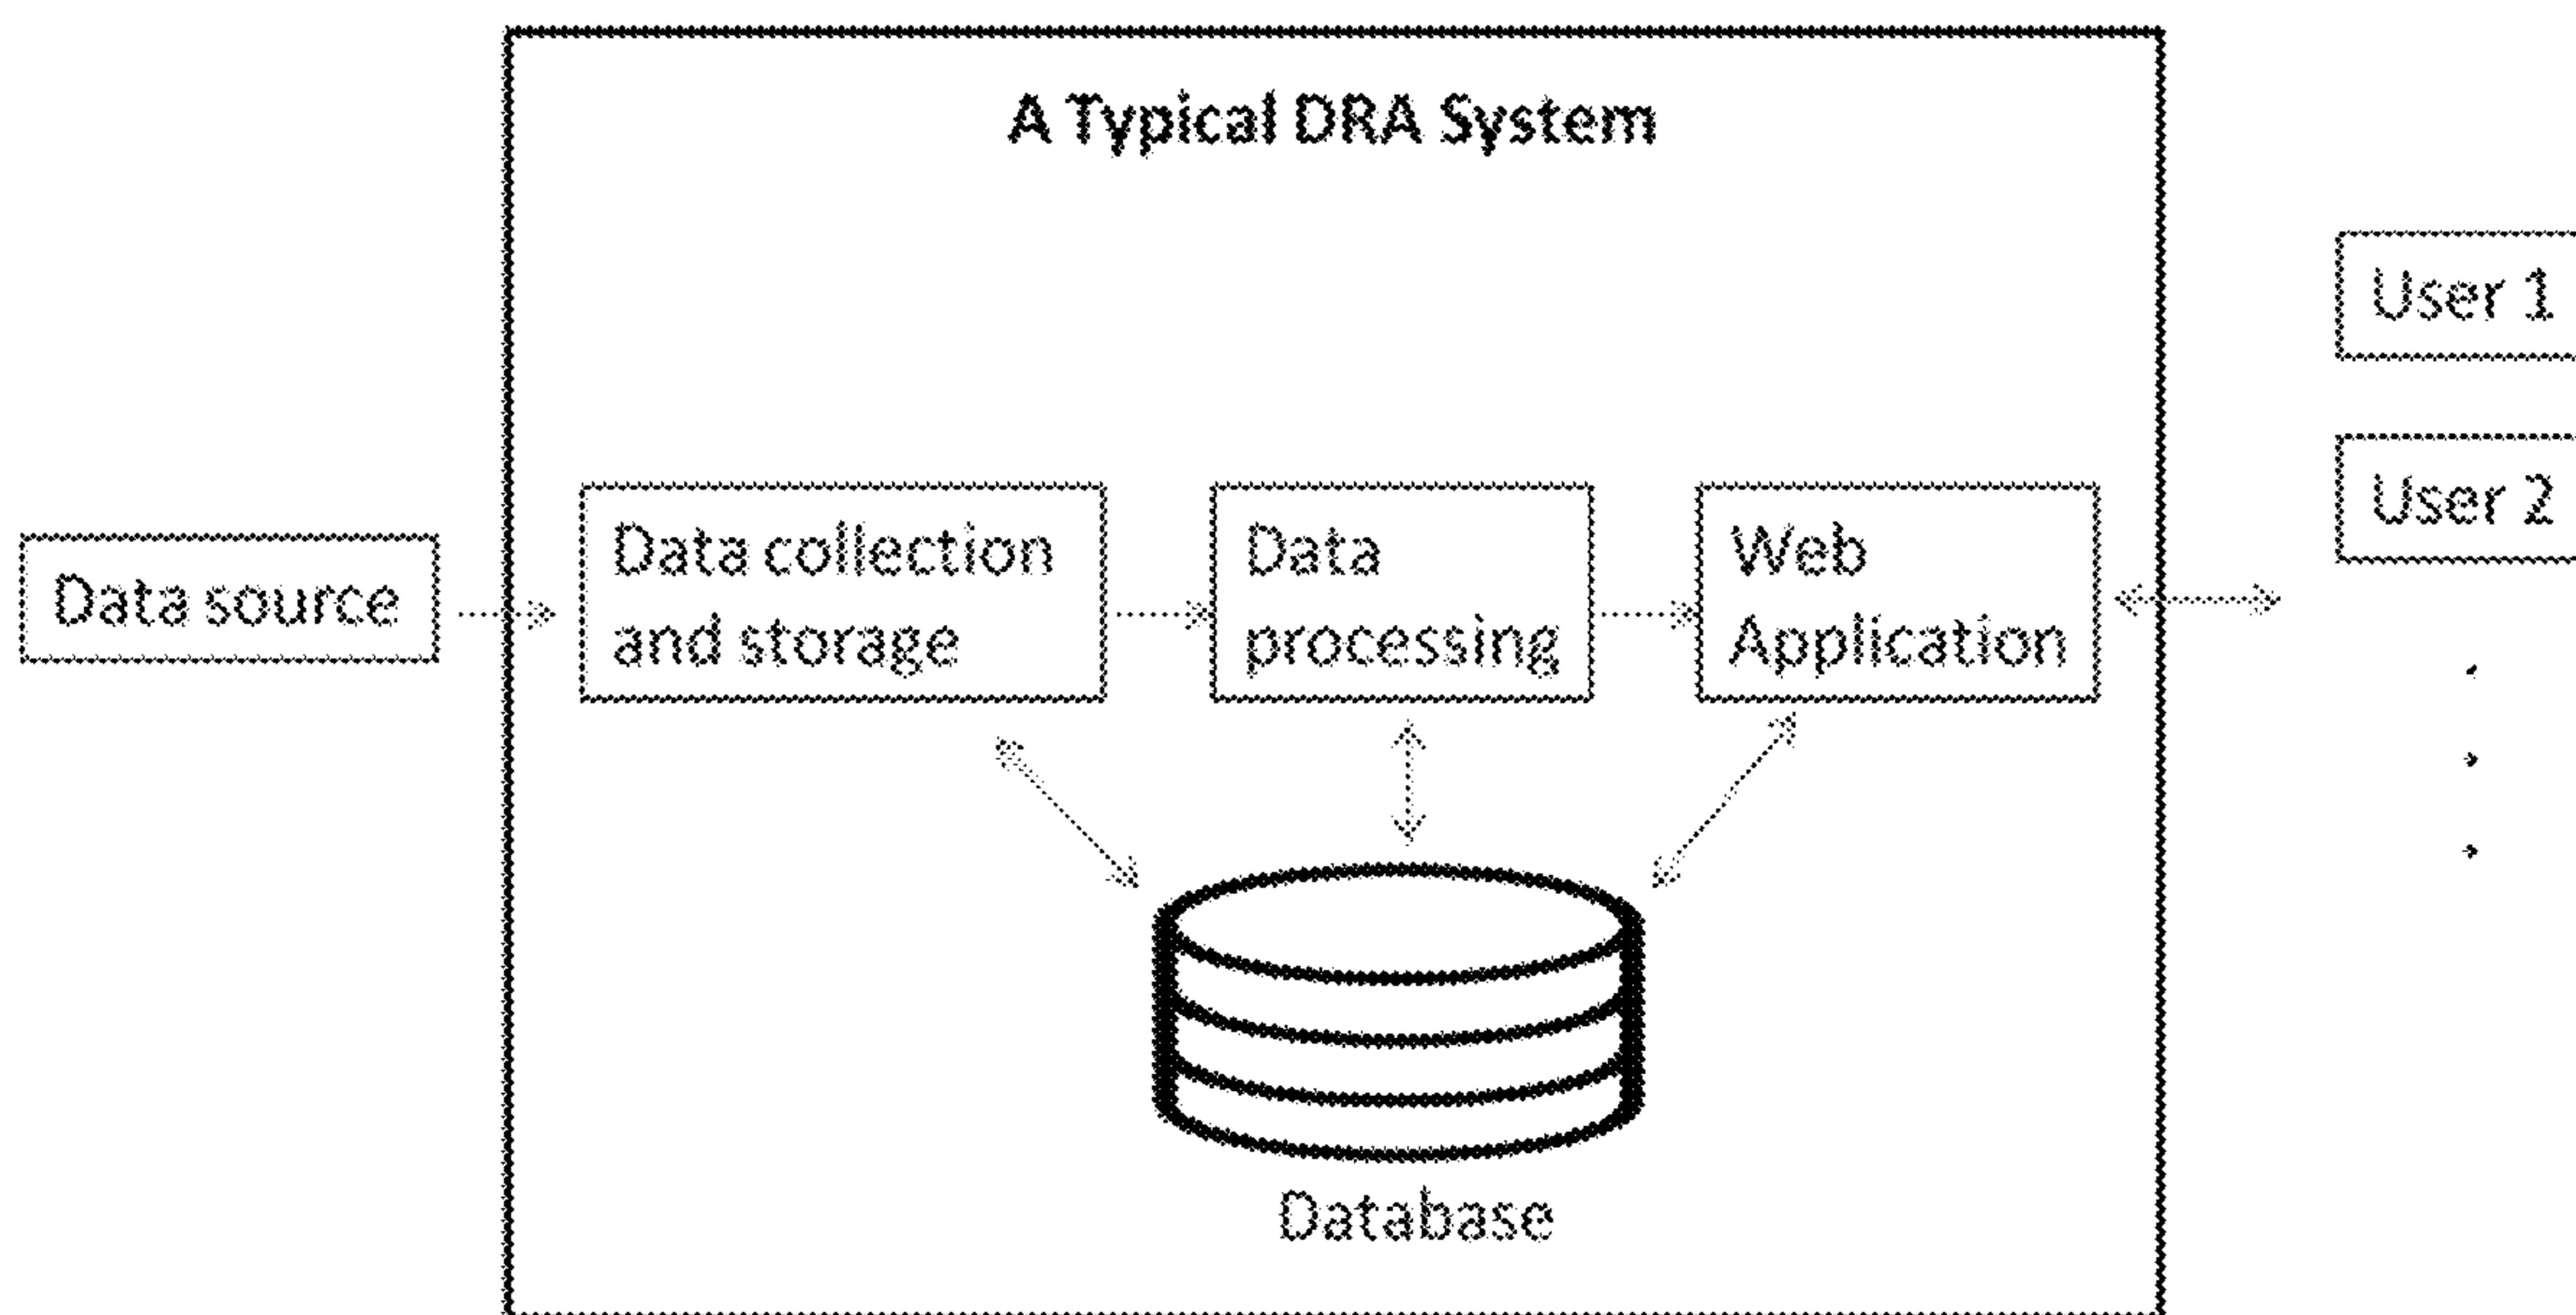 A Typical DRA System
Data source
Data collection
and storage
Data
processing
Web
Application
User 1
User 2
Database